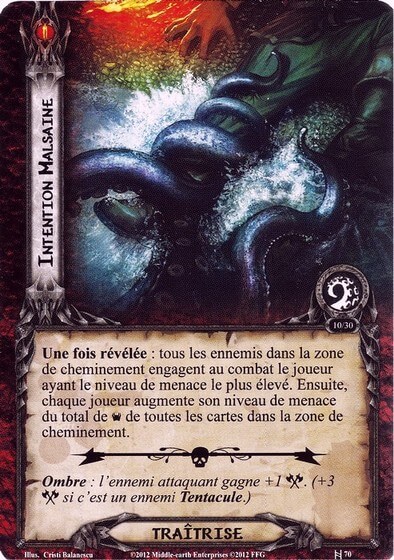 INTENTION MALSAINE
10/30
Une fois révélée : tous les ennemis dans la zone
de cheminement engagent au combat le joueur
ayant le niveau de menace le plus élevé. Ensuite,
chaque joueur augmente son niveau de menace
du total de de toutes les cartes dans la zone de
cheminement.
Ombre : l'ennemi attaquant gagne +1 . (+3
si c'est un ennemi Tentacule.)
TRAÎTRISE
Illus. Cristi Balanescu
©2012 Middle-earth Enterprises ©2012 FFG
70